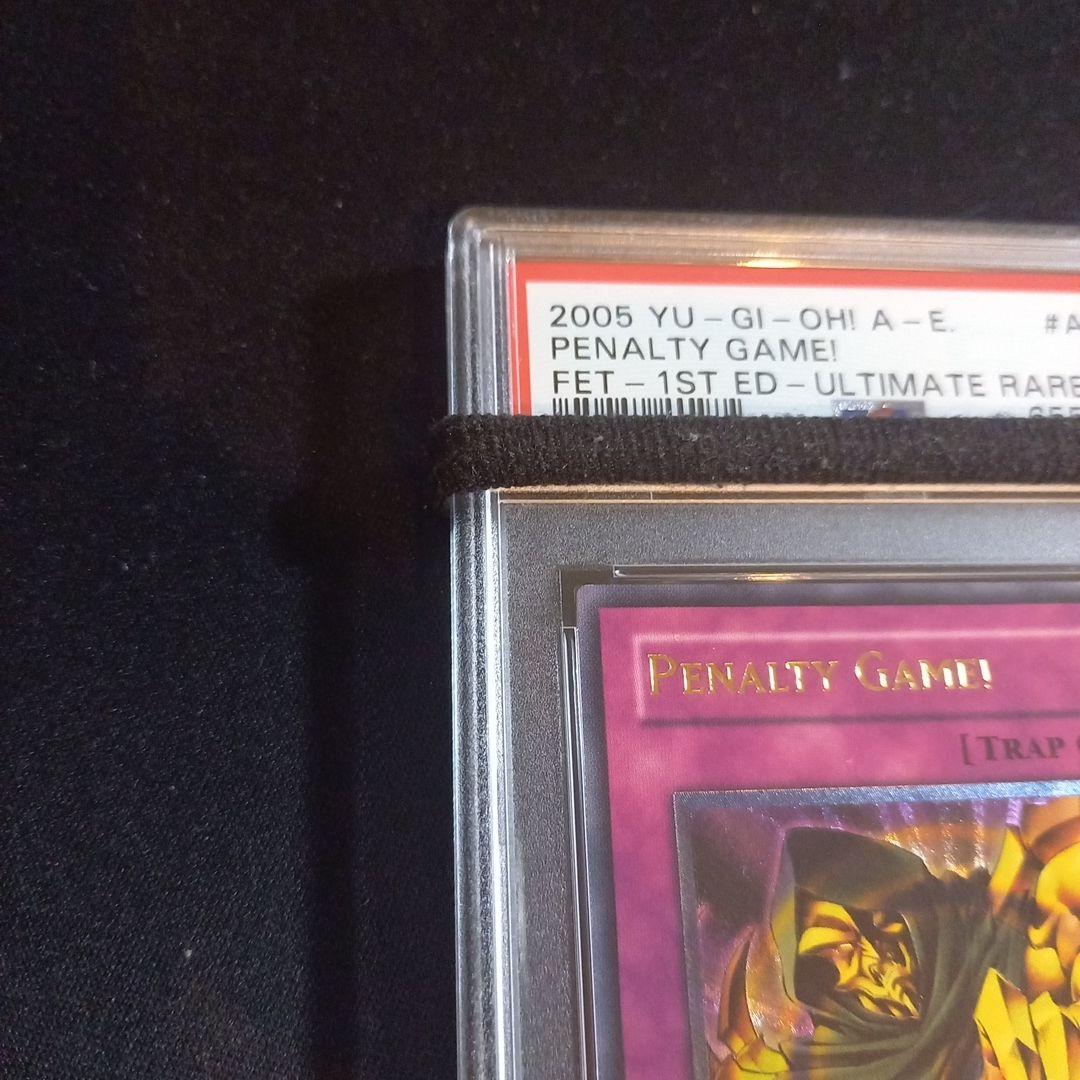 2005 YU-GI-OH! A-E. #A
PENALTY GAME!
FET-1ST ED-ULTIMATE RARE
PENALTY GAME!
[TRAP